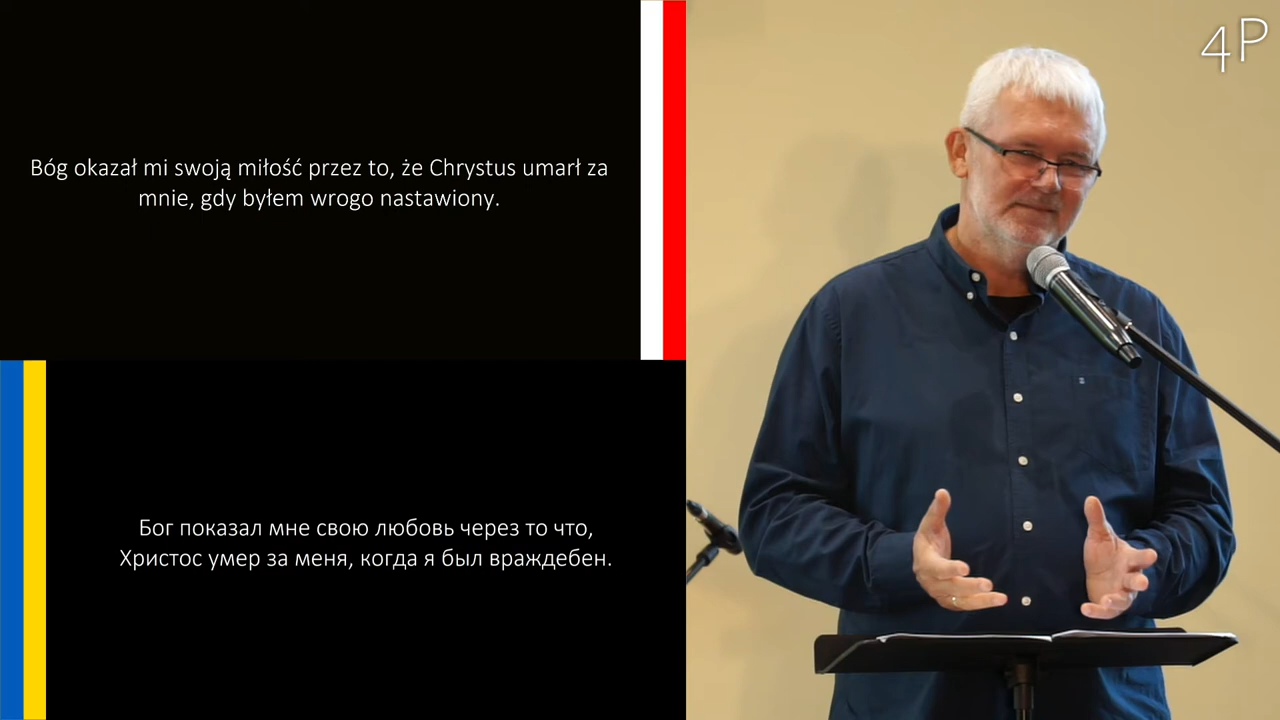 Bóg okazał mi swoją miłość przez to, że Chrystus umarł za
mnie, gdy byłem wrogo nastawiony.
Бог показал мне свою любовь через то что,
Христос умер за меня, когда я был враждебен.
4P